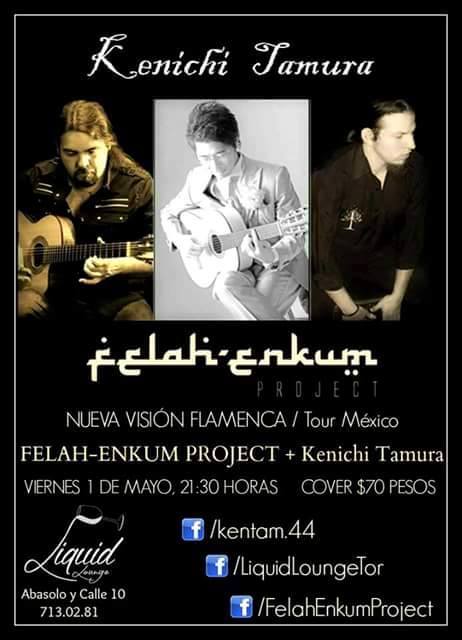 Kenichi Tamura
Felah-Enkum
PROJECT
NUEVA VISIÓN FLAMENCA / Tour México
FELAH-ENKUM PROJECT + Kenichi Tamura
VIERNES 1 DE MAYO, 21:30 HORAS COVER $70 PESOS
Liquid
Lounge
Abasolo y Calle 10
713.02.81
f /kentam.44
f /LiquidLoungeTor
f /FelahEnkumProject